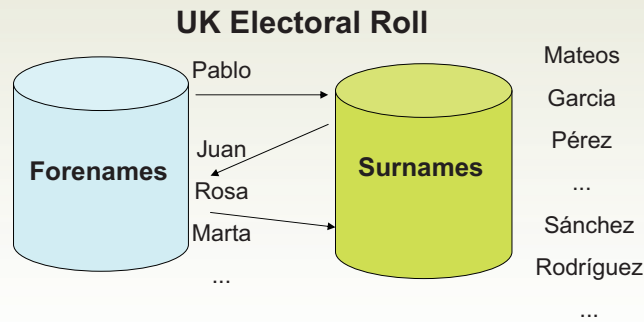 UK Electoral Roll
Pablo
Juan
Rosa
Marta
...
Forenames
Surnames
Mateos
Garcia
Pérez
...
Sánchez
Rodríguez
...